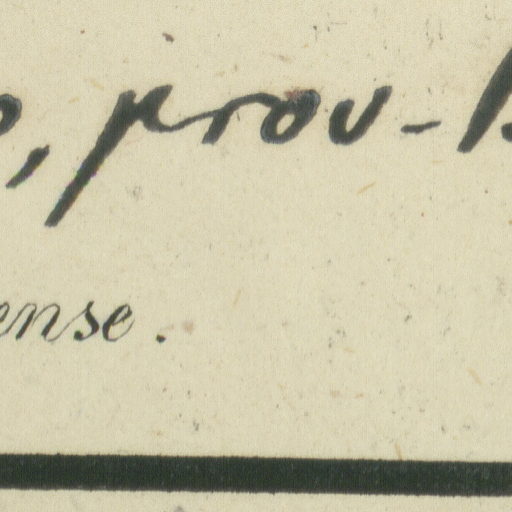 , prov-
ense.